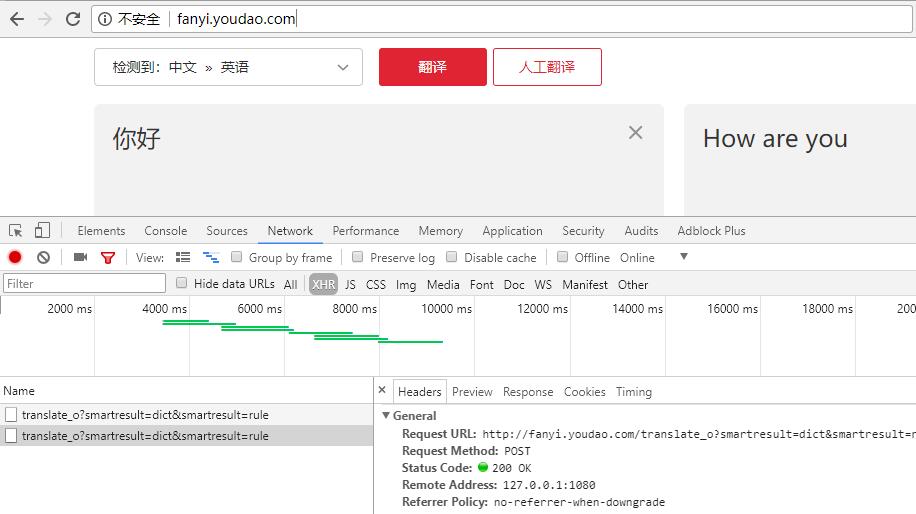 不安全 fanyi.youdao.com
检测到：中文 » 英语 翻译 人工翻译
你好 How are you
Elements Console Sources Network Performance Memory Application Security Audits Adblock Plus
View: Group by frame Preserve log Disable cache Offline Online
Filter Hide data URLs All XHR JS CSS Img Media Font Doc WS Manifest Other
2000 ms 4000 ms 6000 ms 8000 ms 10000 ms 12000 ms 14000 ms 16000 ms 18000 ms 200
Name Headers Preview Response Cookies Timing
translate_o?smartresult=dict&smartresult=rule General
translate_o?smartresult=dict&smartresult=rule Request URL: http://fanyi.youdao.com/translate_o?smartresult=dict&smartresult=r
Request Method: POST
Status Code: 200 OK
Remote Address: 127.0.0.1:1080
Referrer Policy: no-referrer-when-downgrade